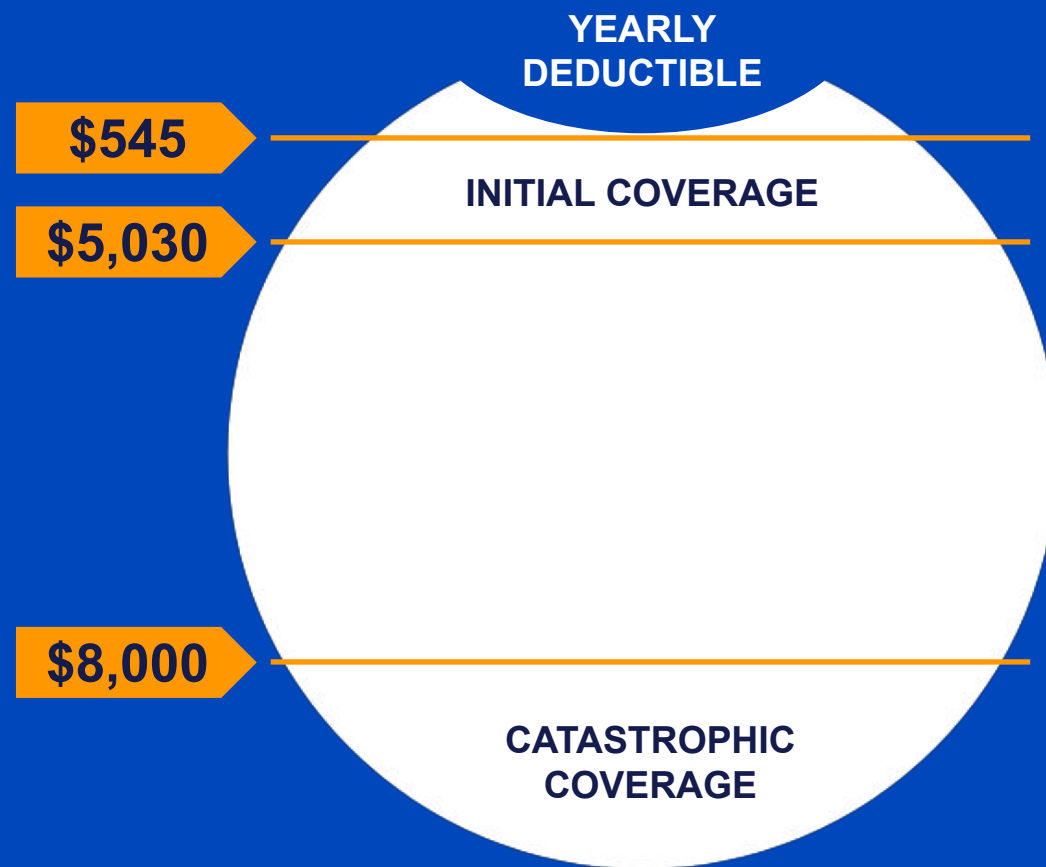 YEARLY
DEDUCTIBLE
$545
INITIAL COVERAGE
$5,030
$8,000
CATASTROPHIC
COVERAGE